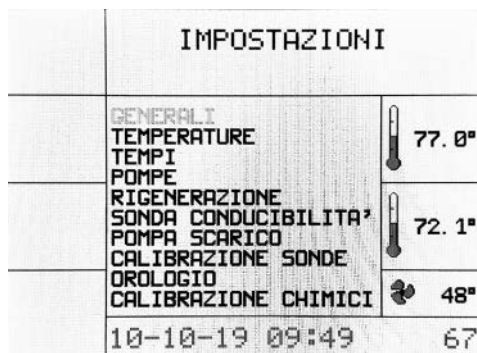 IMPOSTAZIONI
GENERALI
TEMPERATURE
TEMPI
POMPE
RIGENERAZIONE
SONDA CONDUCIBILITA'
POMPA SCARICO
CALIBRAZIONE SONDE
OROLOGIO
CALIBRAZIONE CHIMICI
77.0°
72.1°
48°
10-10-19 09:49
67